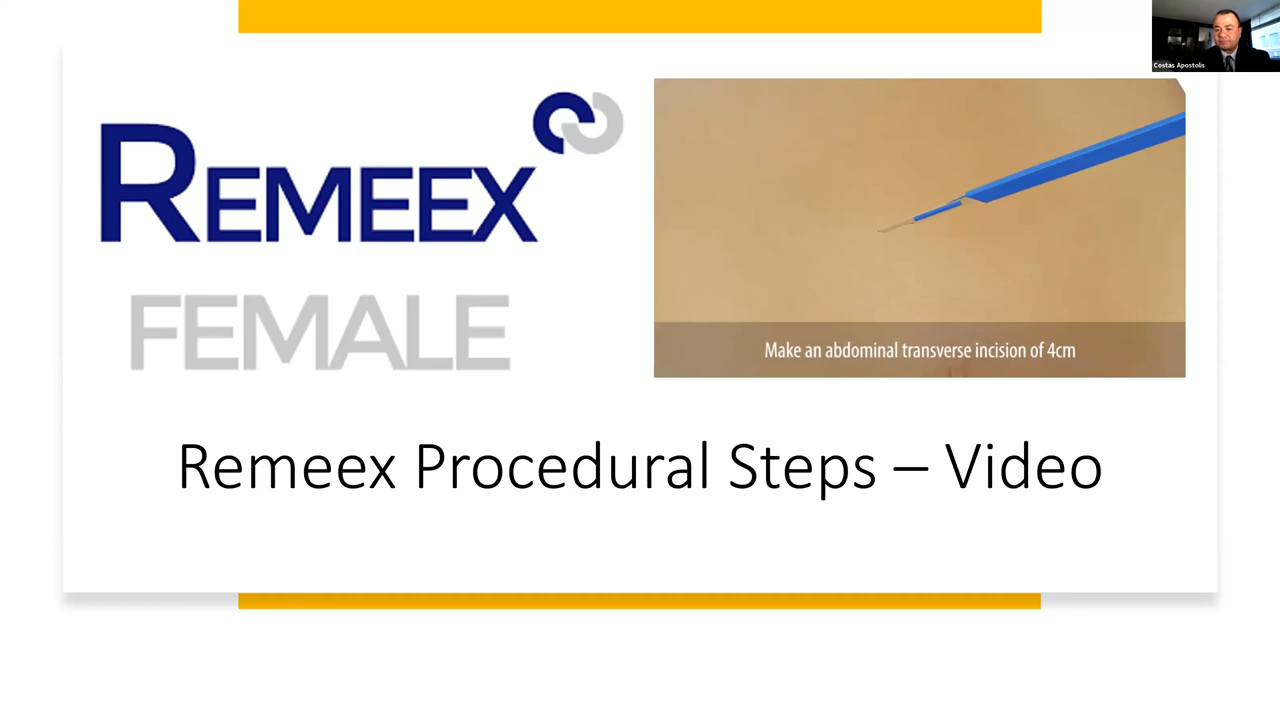 REMEEX
FEMALE
Make an abdominal transverse incision of 4cm
Remeex Procedural Steps – Video
Costas Apostolis